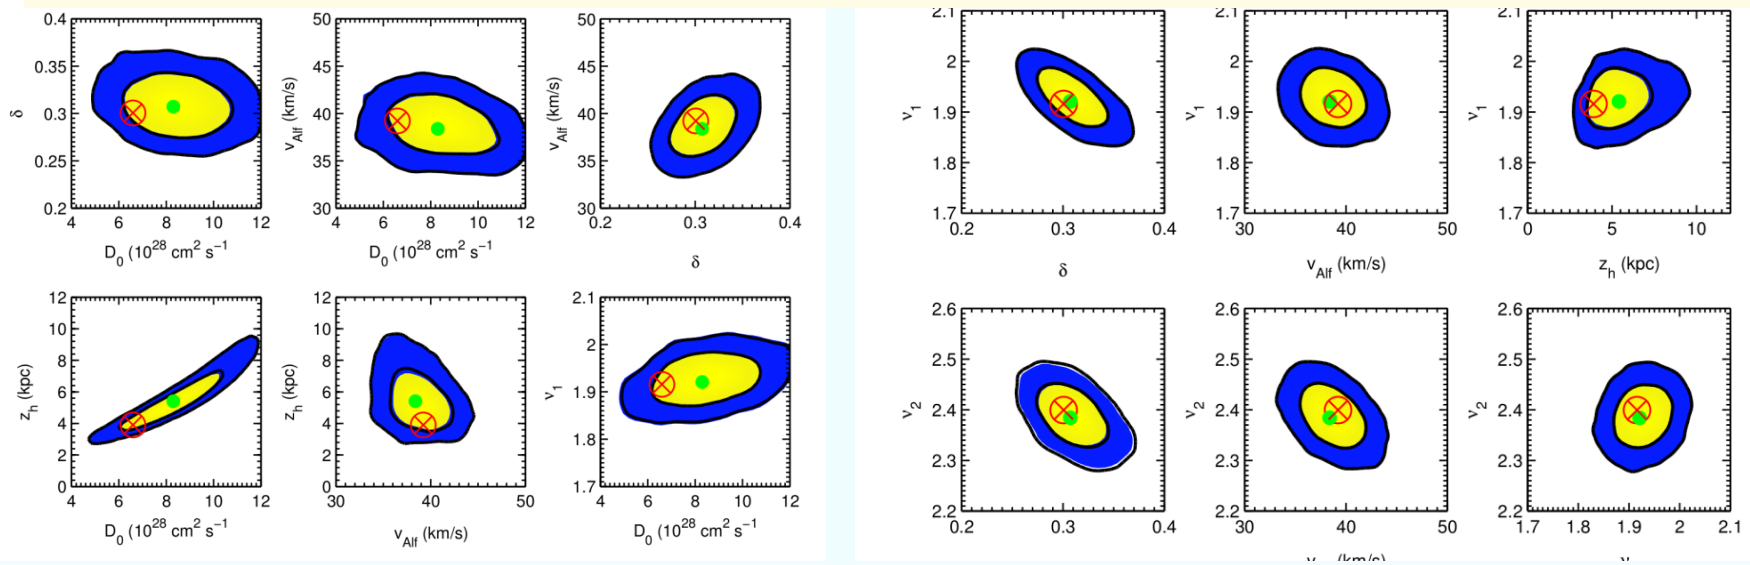 0.4
0.35
0.3
0.25
0.2
δ
4 6 8 10 12
D0 (10^28 cm^2 s^−1
50
45
40
35
30
vAlf (km/s)
4 6 8 10
D0 (10^28 cm^2 s^−1
50
45
40
35
30
vAlf (km/s)
0.2 0.3 0.4
δ
2.1
2
1.9
1.8
1.7
ν1
0.2 0.3 0.4
δ
2.1
2
1.9
1.8
1.7
ν1
30 40 50
vAlf (km/s)
2.1
2
1.9
1.8
1.7
ν1
0 5 10
zh (kpc)
12
10
8
6
4
2
0
zh (kpc)
4 6 8 10 12
D0 (10^28 cm^2 s^−1
12
10
8
6
4
2
0
zh (kpc)
30 40 50
vAlf (km/s)
2.1
2
1.9
1.8
1.7
ν1
4 6 8 10 12
D0 (10^28 cm^2 s^−1
2.6
2.5
2.4
2.3
2.2
ν2
0.2 0.3 0.4
2.6
2.5
2.4
2.3
2.2
ν2
30 40 50
(km/s)
2.6
2.5
2.4
2.3
2.2
ν2
1.7 1.8 1.9 2 2.1